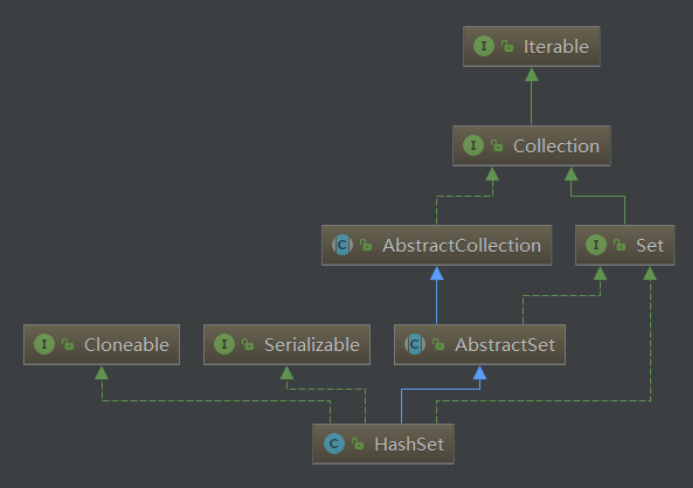 I Iterable
I Collection
C AbstractCollection
I Set
I Cloneable
I Serializable
C AbstractSet
C HashSet